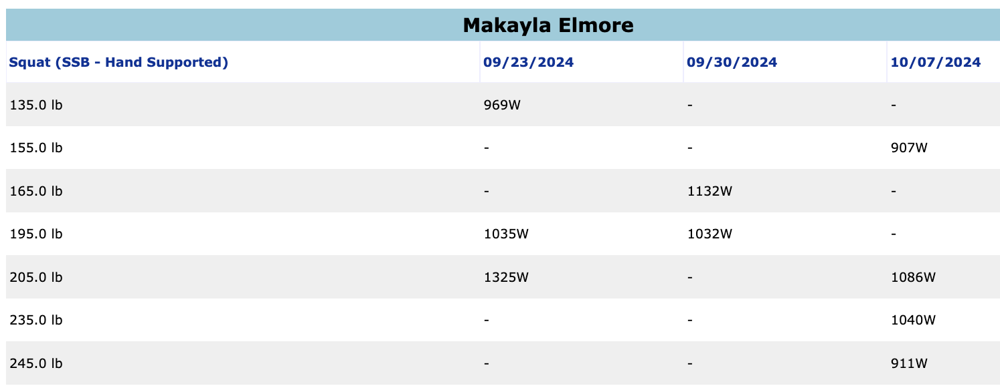 Makayla Elmore
Squat (SSB - Hand Supported) 09/23/2024 09/30/2024 10/07/2024
135.0 lb 969W - -
155.0 lb - - 907W
165.0 lb - 1132W -
195.0 lb 1035W 1032W -
205.0 lb 1325W - 1086W
235.0 lb - - 1040W
245.0 lb - - 911W